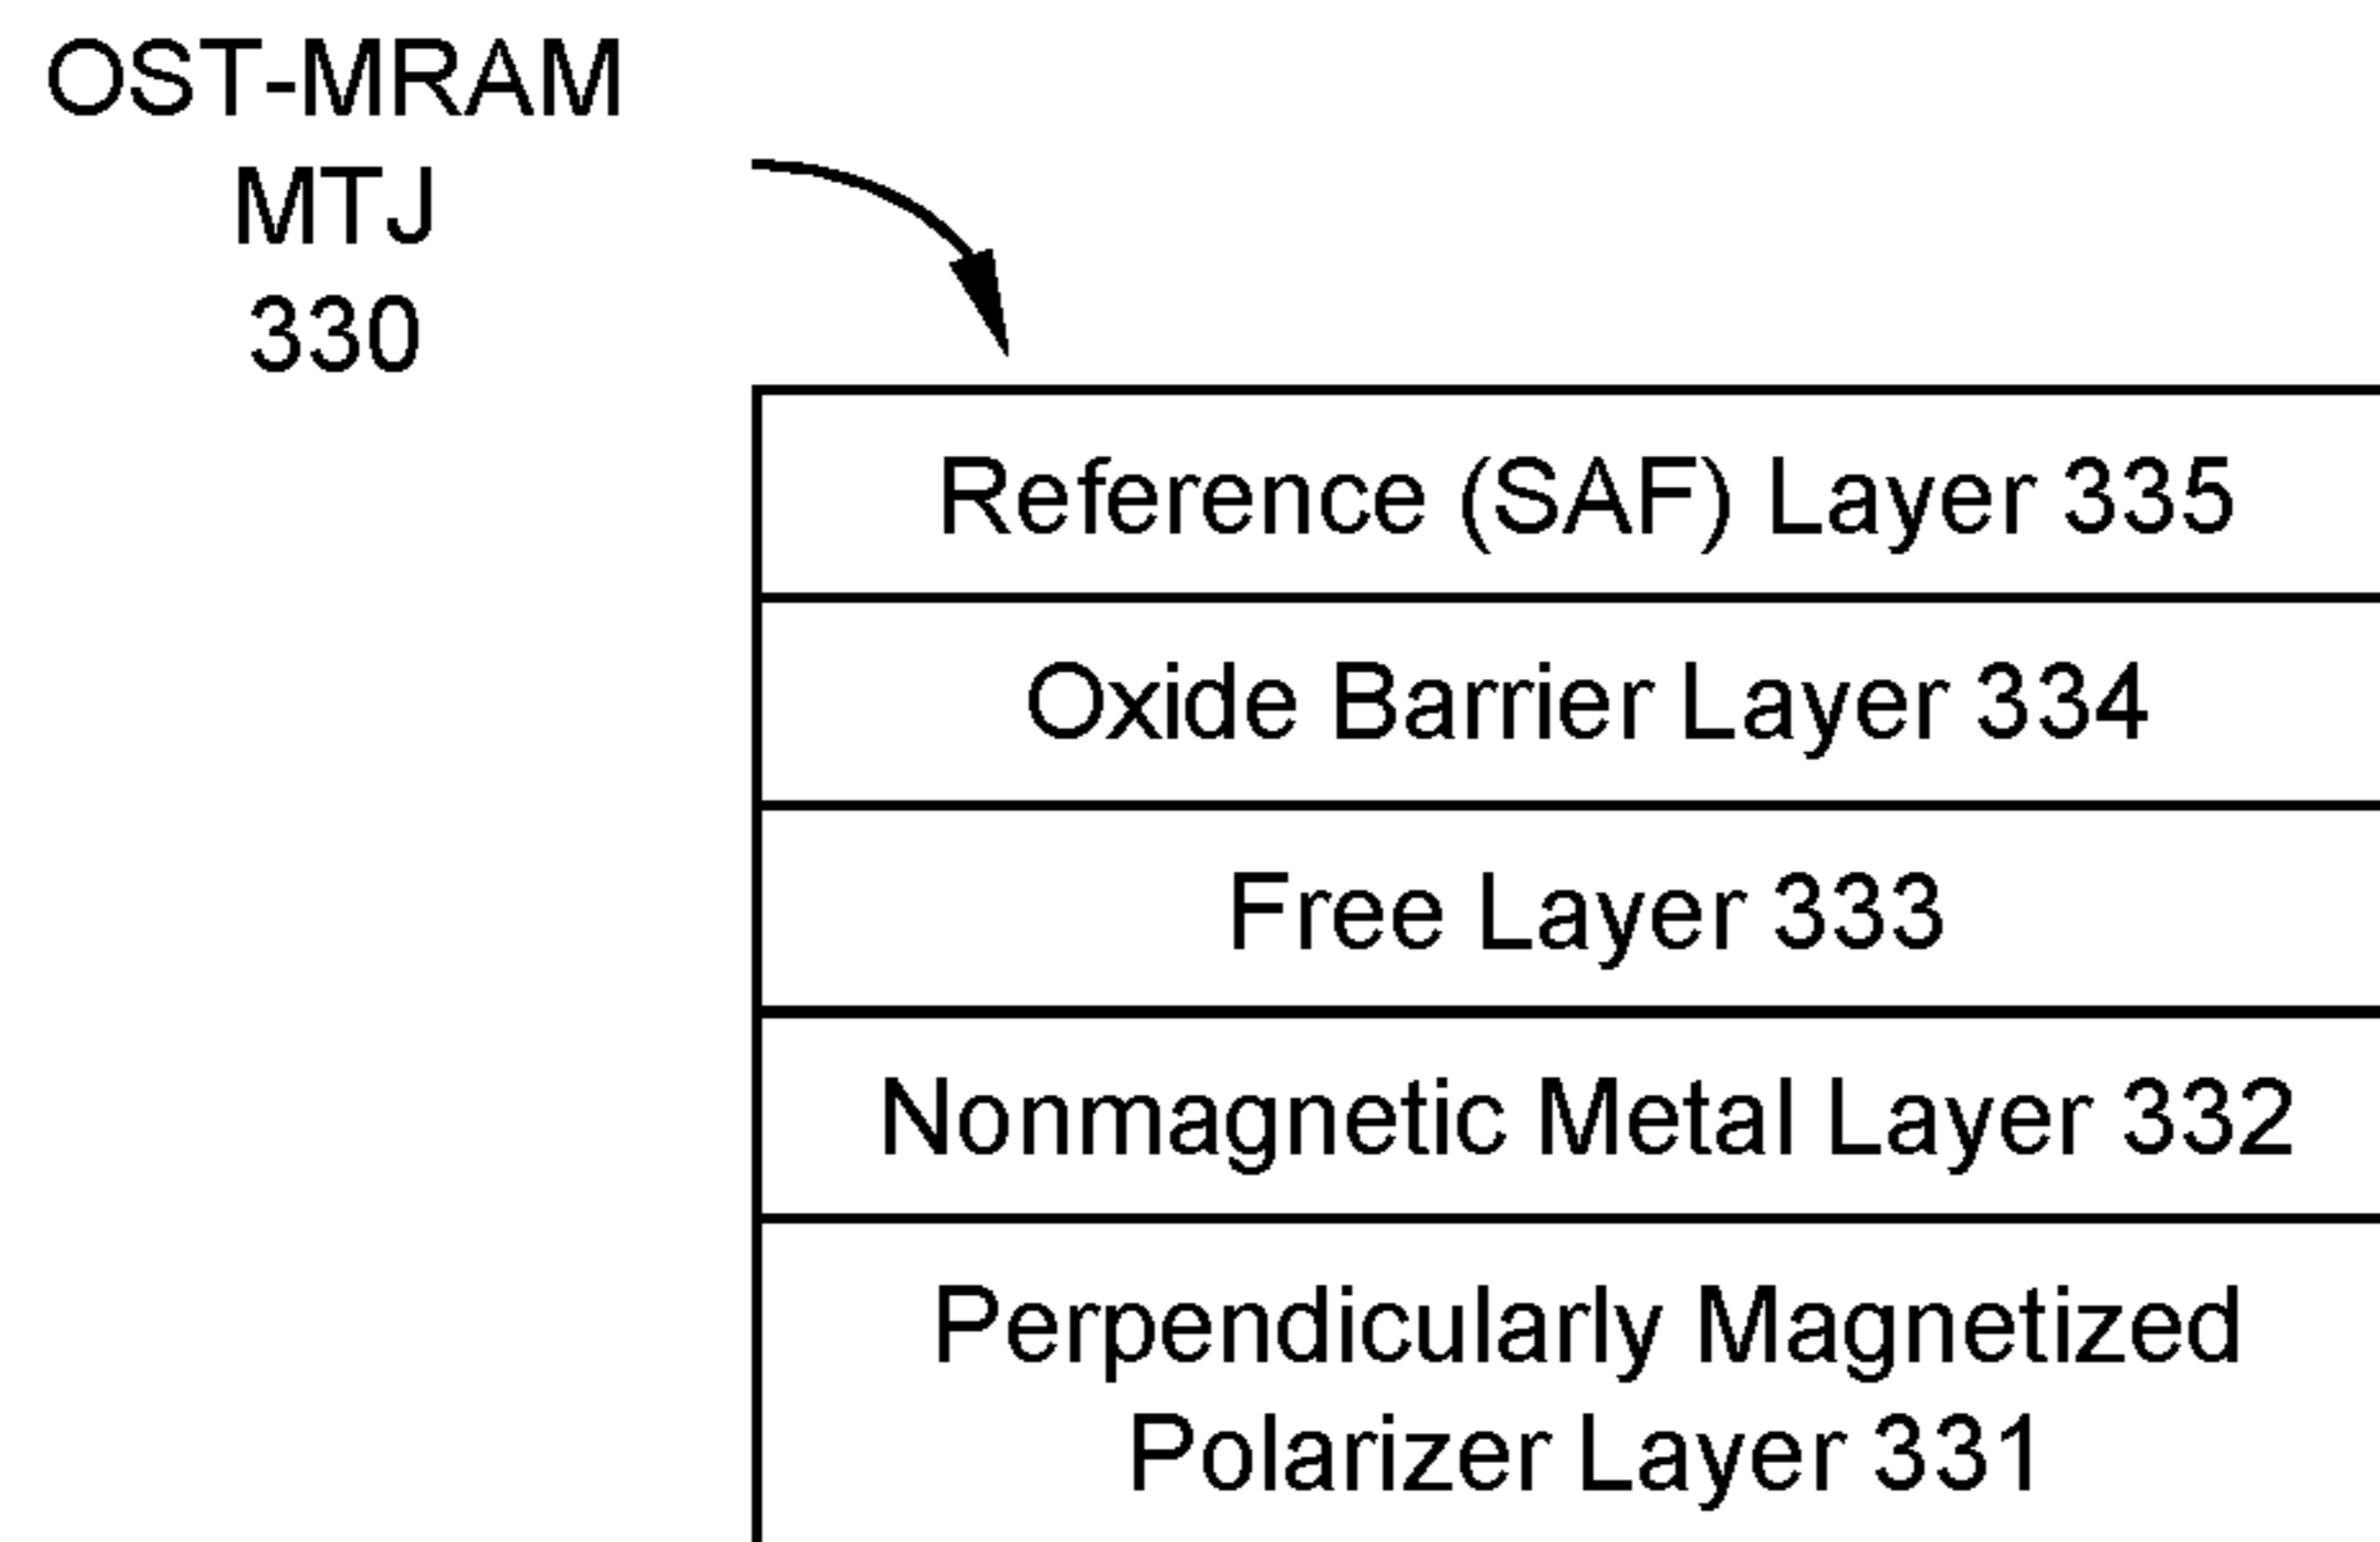 OST-MRAM
MTJ
330
Reference (SAF) Layer 335
Oxide Barrier Layer 334
Free Layer 333
Nonmagnetic Metal Layer 332
Perpendicularly Magnetized
Polarizer Layer 331